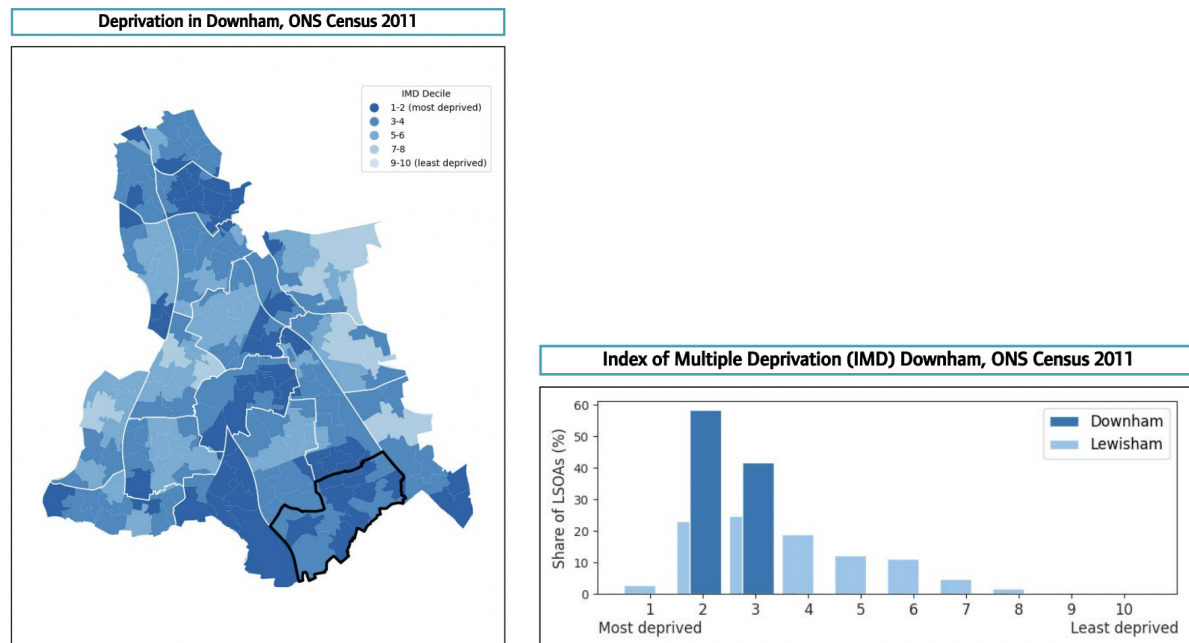 Deprivation in Downham, ONS Census 2011
IMD Decile
1-2 (most deprived)
3-4
5-6
7-8
9-10 (least deprived)
Index of Multiple Deprivation (IMD) Downham, ONS Census 2011
Share of LSOAs (%)
60
50
40
30
20
10
0
Downham
Lewisham
1 2 3 4 5 6 7 8 9 10
Most deprived Least deprived